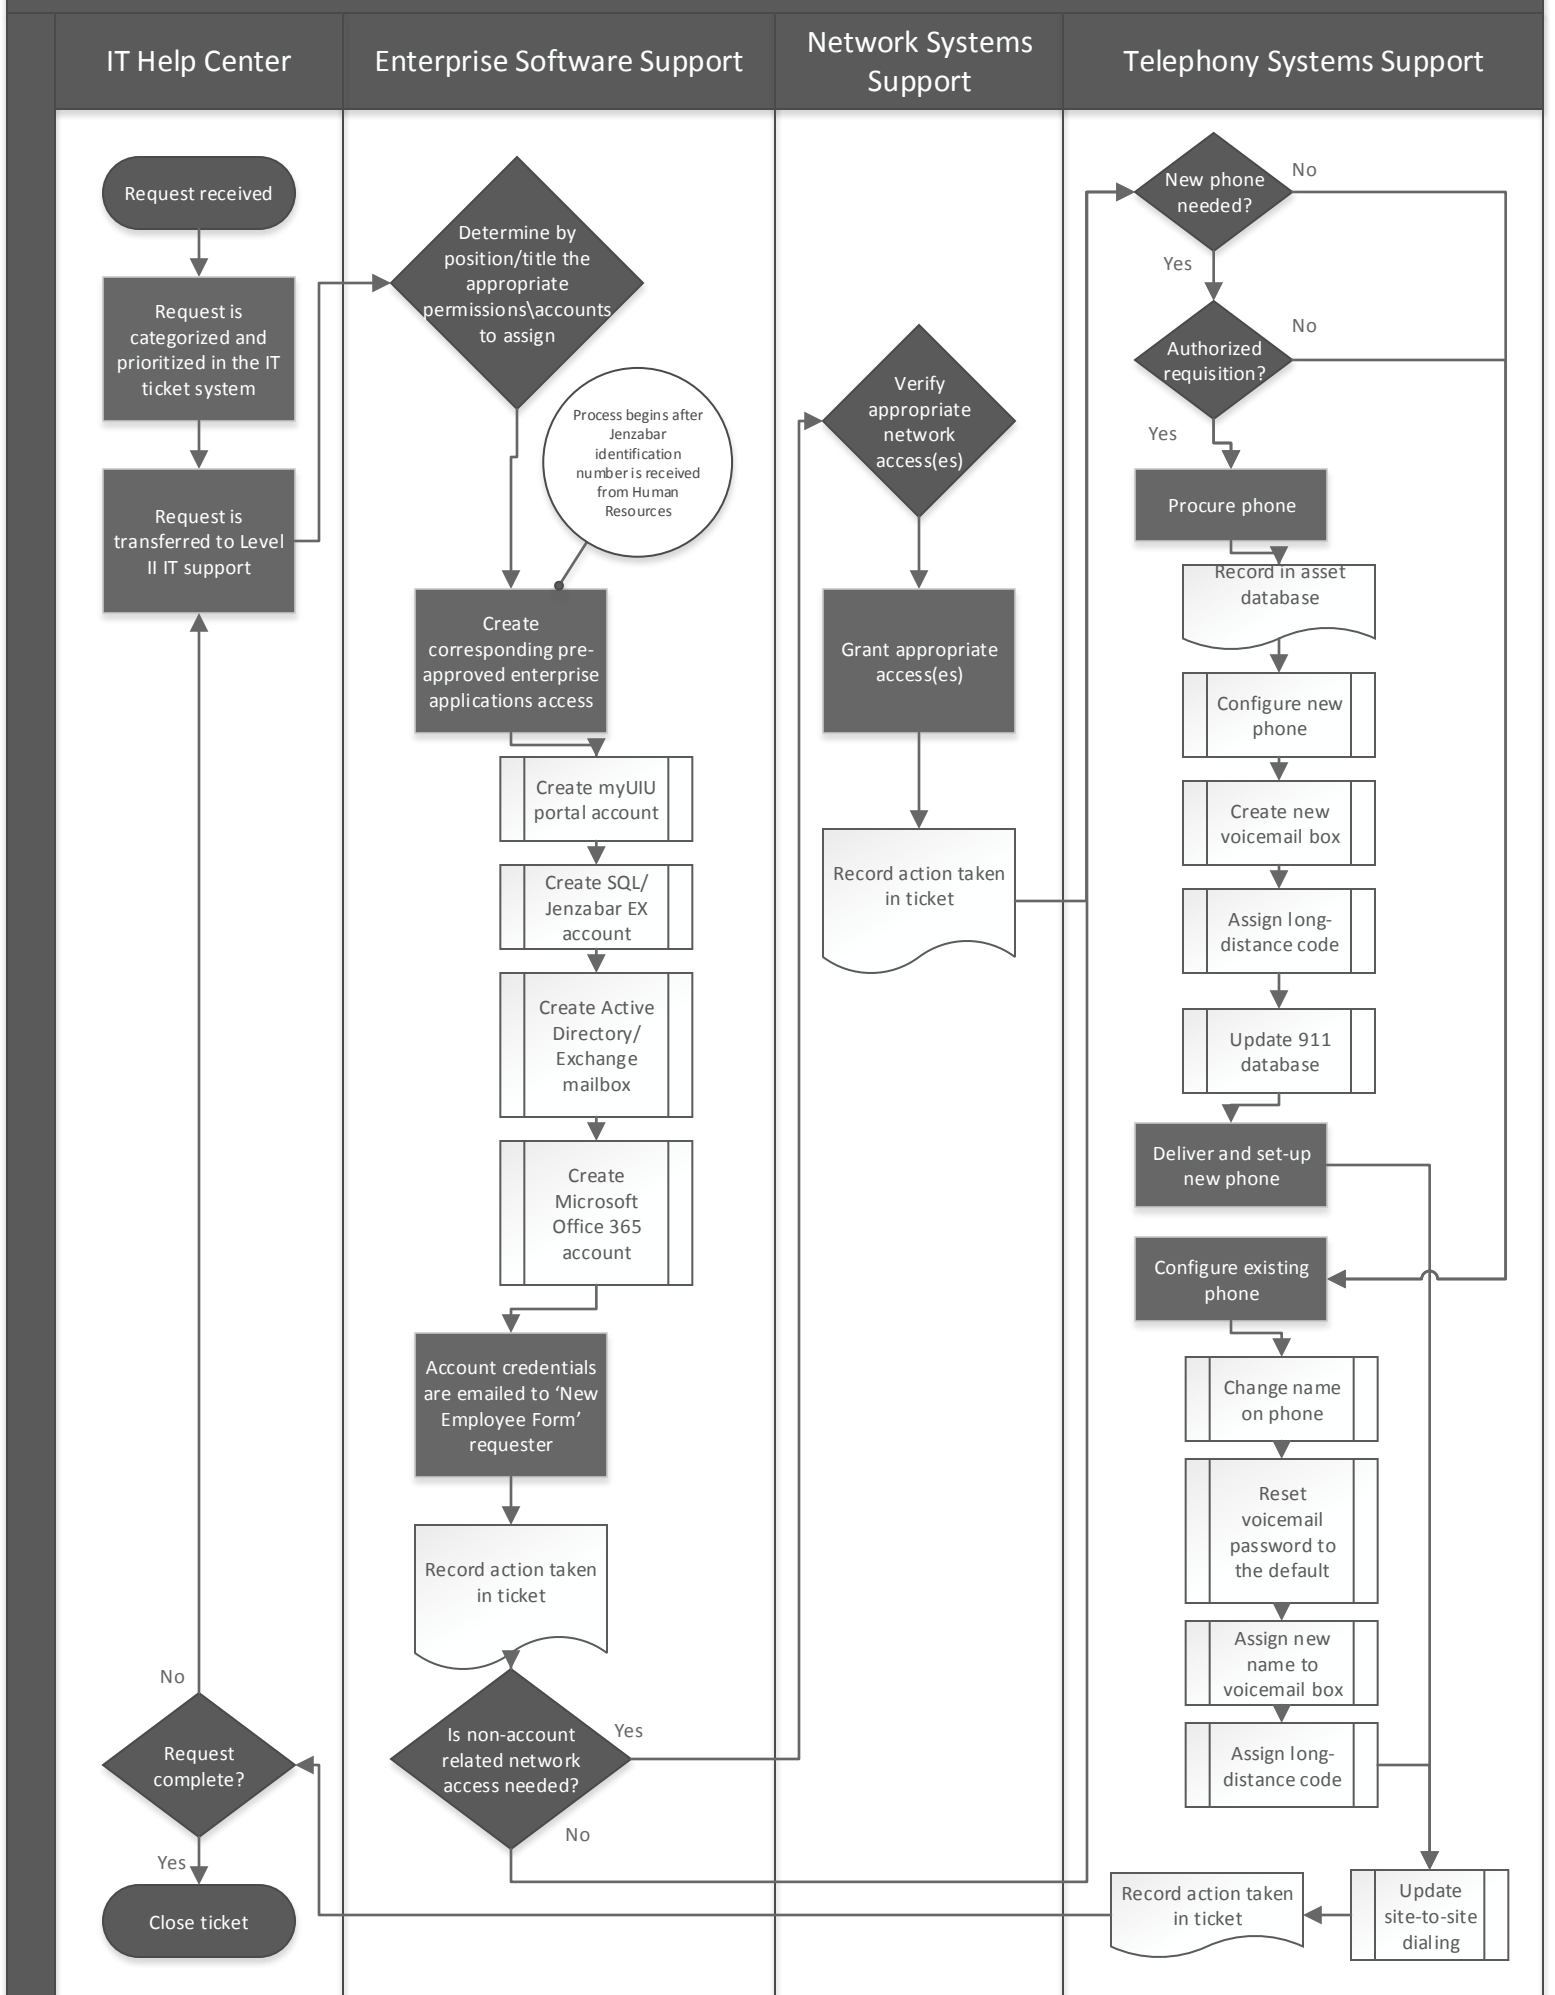 IT Help Center
Enterprise Software Support
Network Systems
Support
Telephony Systems Support
Request received
Request is
categorized and
prioritized in the IT
ticket system
Request is
transferred to Level
II IT support
No
Request
complete?
Yes
Close ticket
Determine by
position/title the
appropriate
permissions\accounts
to assign
Process begins after
Jenzabar
identification
number is received
from Human
Resources
Create
corresponding pre-
approved enterprise
applications access
Create myUIU
portal account
Create SQL/
Jenzabar EX
account
Create Active
Directory/
Exchange
mailbox
Create
Microsoft
Office 365
account
Account credentials
are emailed to ‘New
Employee Form’
requester
Record action taken
in ticket
Is non-account
related network
access needed?
Yes
No
Verify
appropriate
network
access(es)
Grant appropriate
access(es)
Record action taken
in ticket
New phone
needed?
No
Yes
Authorized
requisition?
No
Yes
Procure phone
Record in asset
database
Configure new
phone
Create new
voicemail box
Assign long-
distance code
Update 911
database
Deliver and set-up
new phone
Configure existing
phone
Change name
on phone
Reset
voicemail
password to
the default
Assign new
name to
voicemail box
Assign long-
distance code
Update
site-to-site
dialing
Record action taken
in ticket